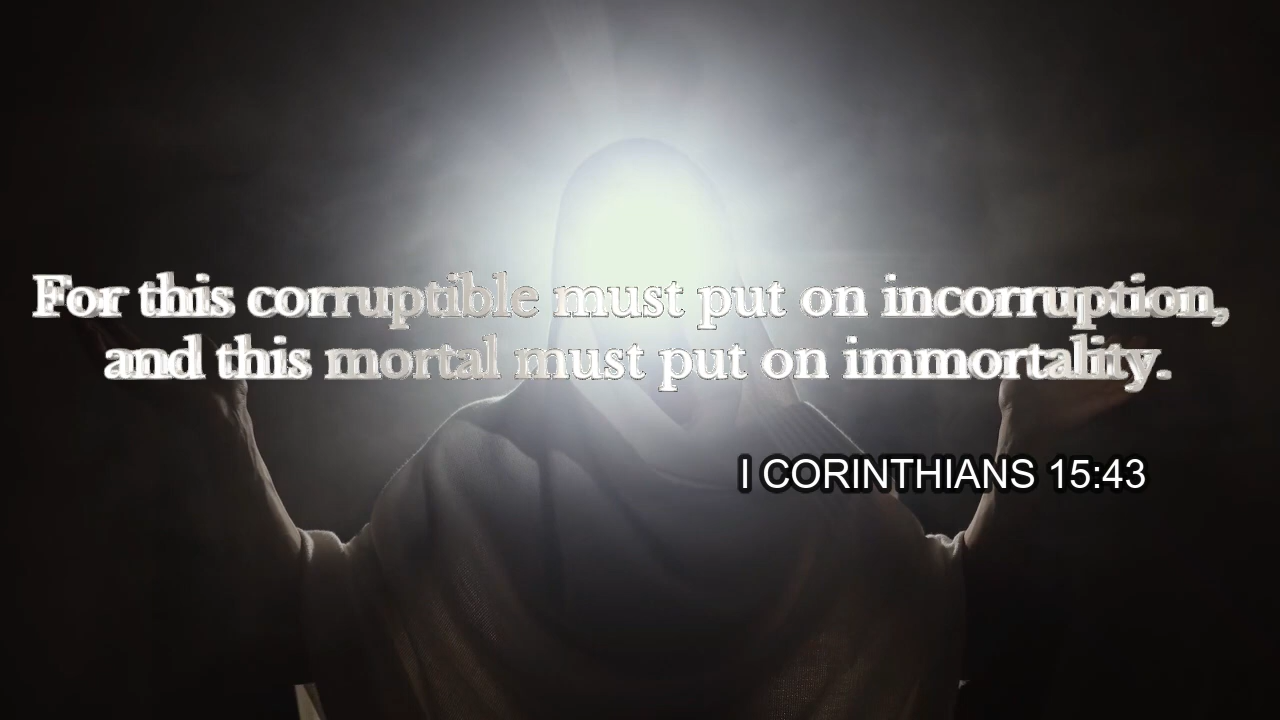 For this corruptible must put on incorruption,
and this mortal must put on immortality.
I CORINTHIANS 15:43